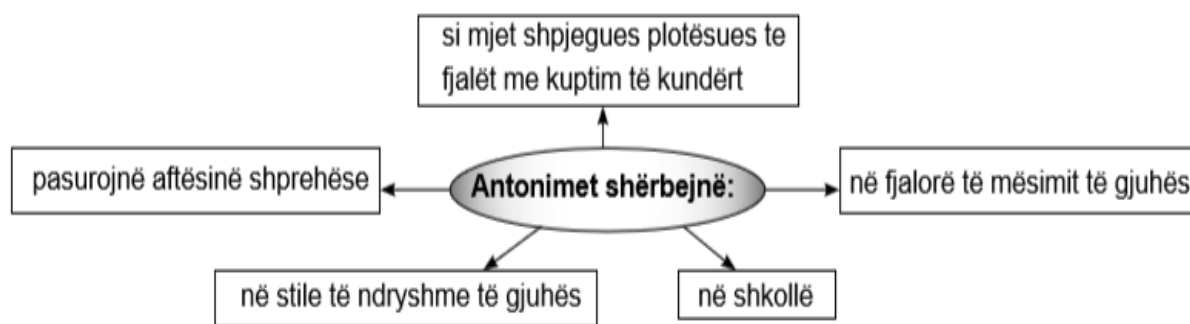 si mjet shpjegues plotësues te
fjalët me kuptim të kundërt
pasurojnë aftësinë shprehëse
Antonimet shërbejnë:
në fjalorë të mësimit të gjuhës
në stile të ndryshme të gjuhës
në shkollë